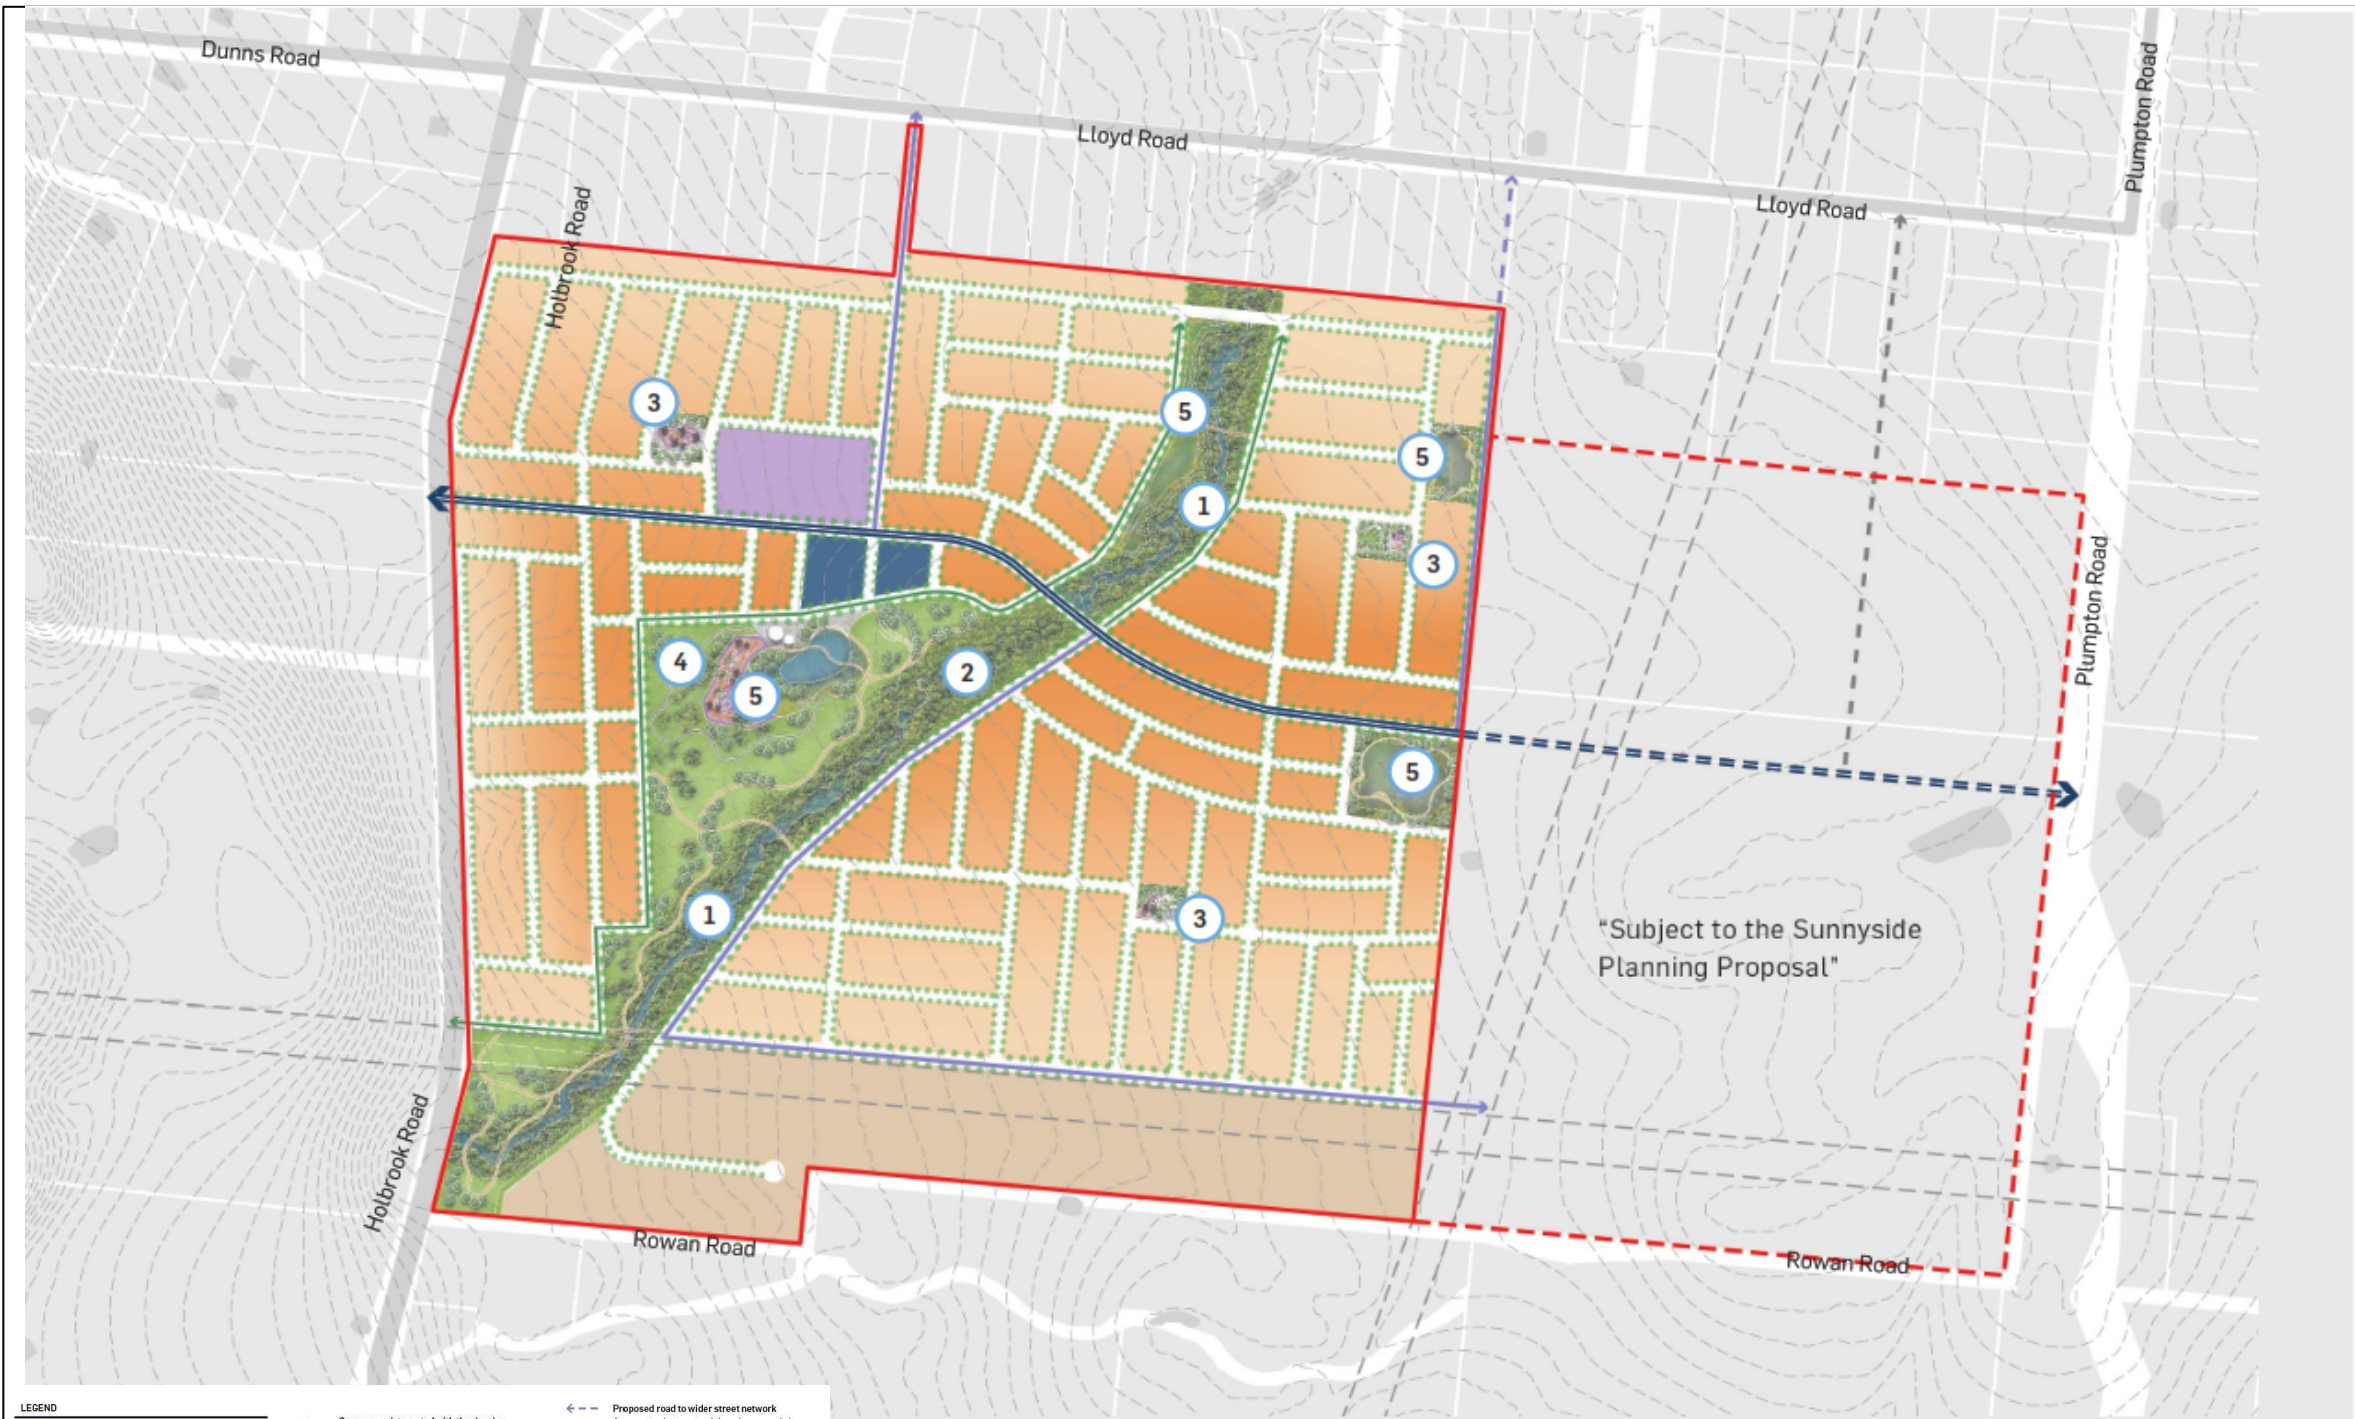 Dunns Road
Plumpton Road
Lloyd Road
Lloyd Road
Holbrook Road
3
5
5
1
3
Plumpton Road
4
2
5
5
1
3
"Subject to the Sunnyside
Planning Proposal"
Holbrook Road
Rowan Road
Rowan Road
LEGEND
Proposed road to wider street network